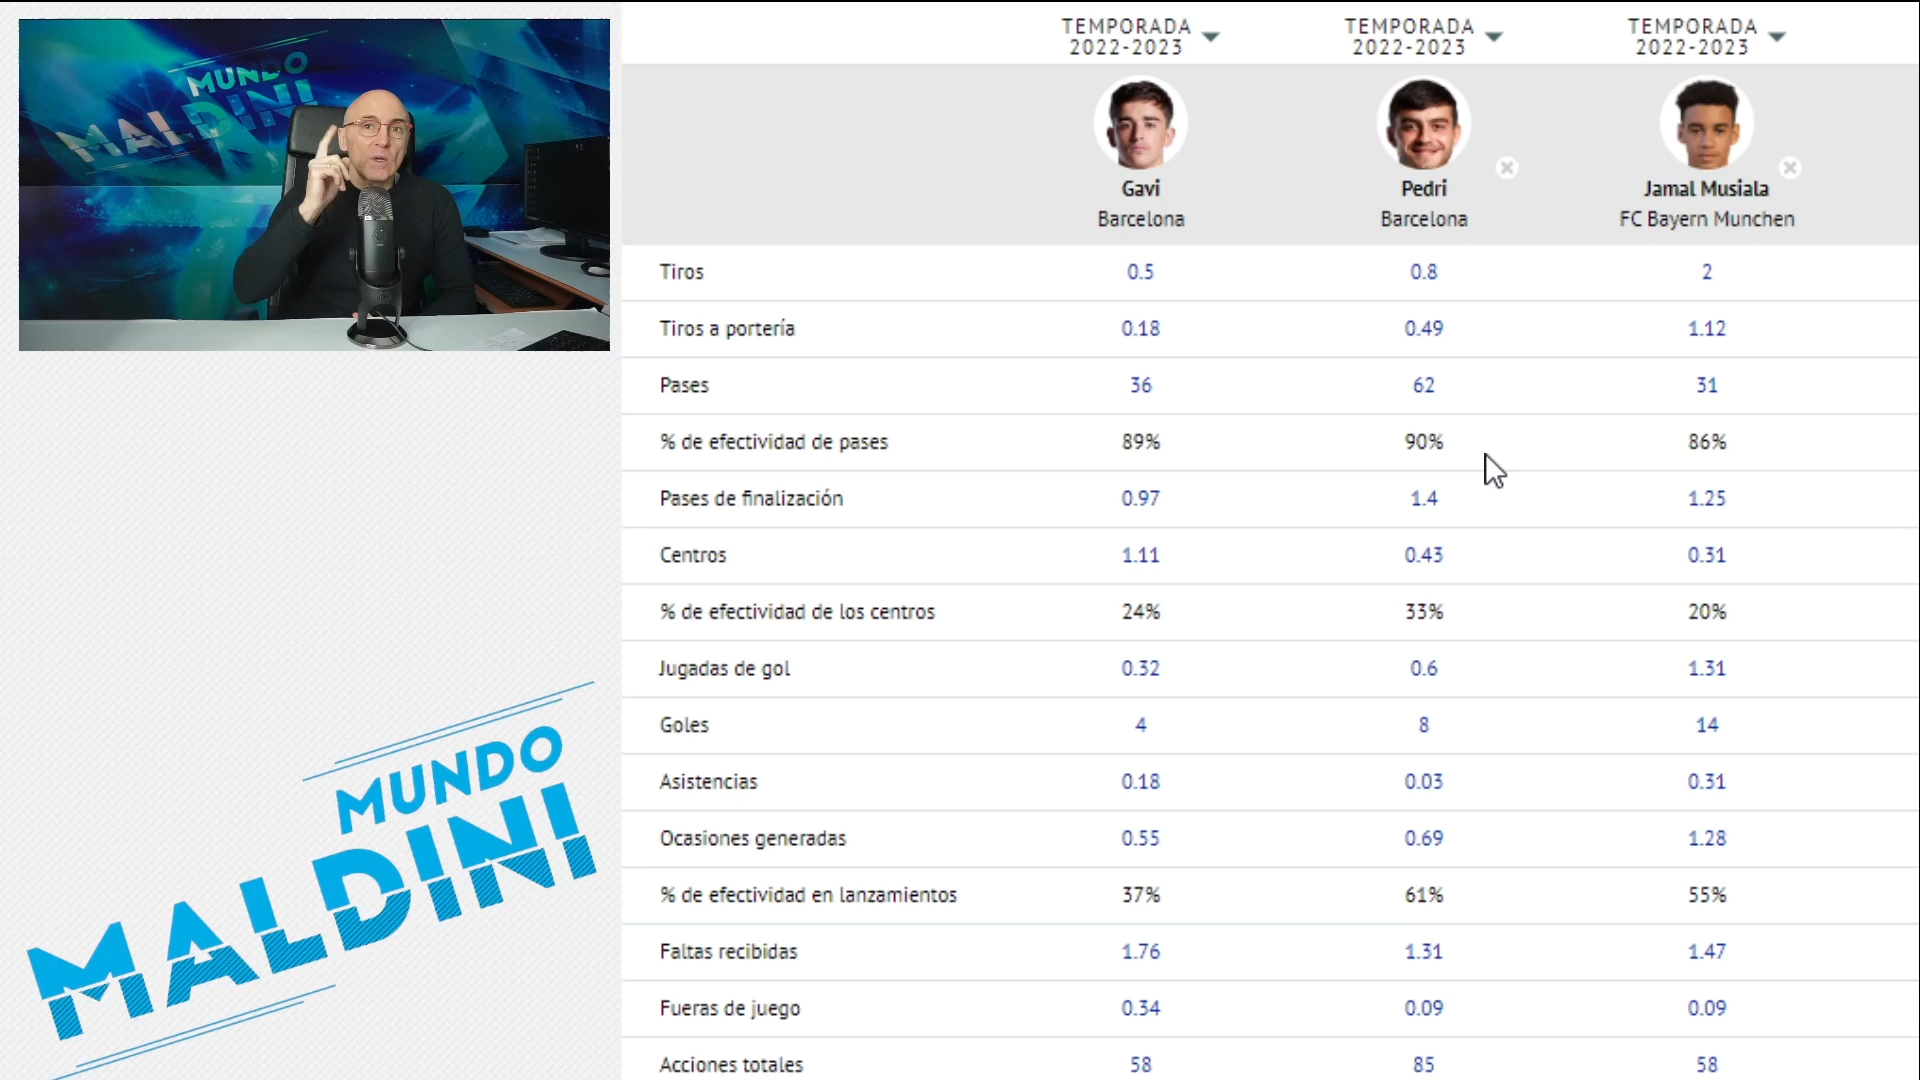 MUNDO
MALDINI
TEMPORADA TEMPORADA TEMPORADA
2022-2023 2022-2023 2022-2023
Gavi Pedri Jamal Musiala
Barcelona Barcelona FC Bayern Munchen
Tiros 0.5 0.8 2
Tiros a portería 0.18 0.49 1.12
Pases 36 62 31
% de efectividad de pases 89% 90% 86%
Pases de finalización 0.97 1.4 1.25
Centros 1.11 0.43 0.31
% de efectividad de los centros 24% 33% 20%
Jugadas de gol 0.32 0.6 1.31
Goles 4 8 14
Asistencias 0.18 0.03 0.31
Ocasiones generadas 0.55 0.69 1.28
% de efectividad en lanzamientos 37% 61% 55%
Faltas recibidas 1.76 1.31 1.47
Fueras de juego 0.34 0.09 0.09
Acciones totales 58 85 58
MUNDO
MALDINI